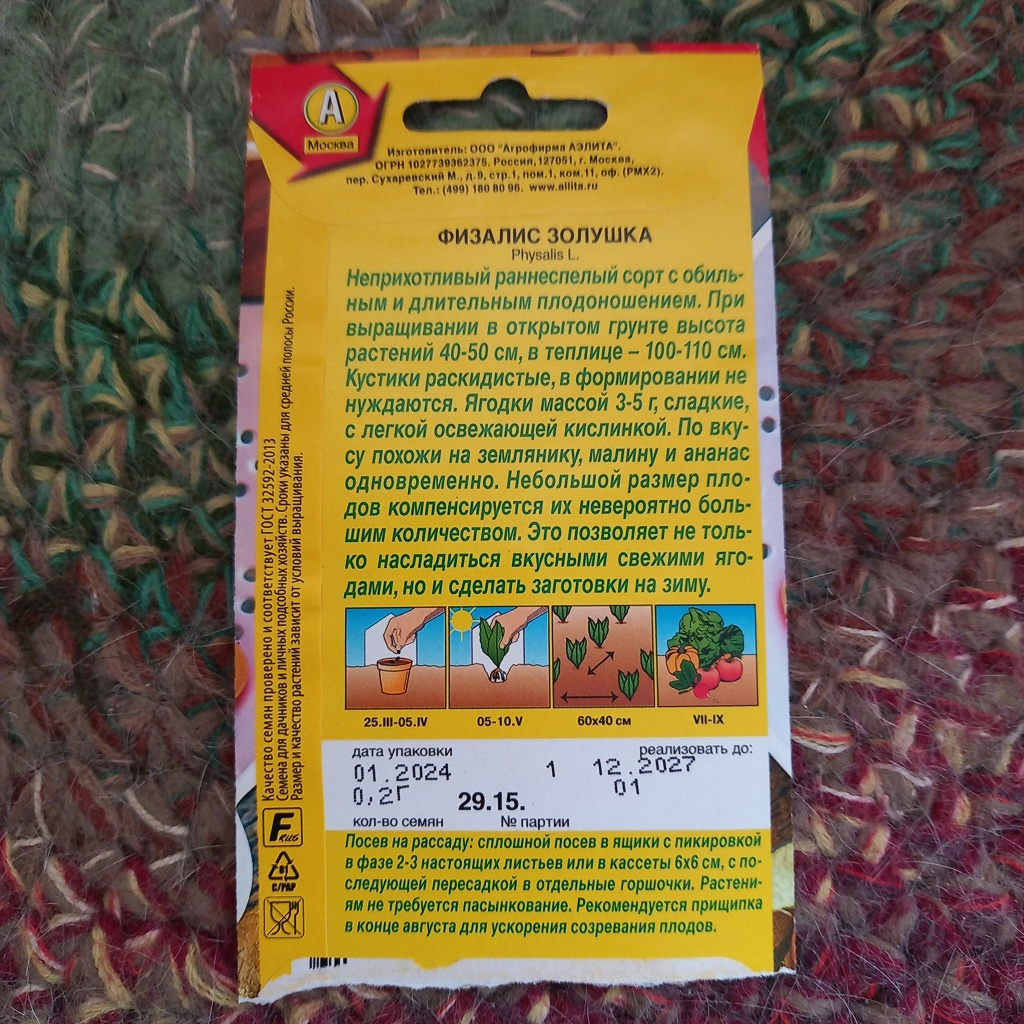 А
Москва
Изготовитель: ООО "Агрофирма АЭЛИТА".
ОГРН 1027739362375. Россия,127051, г. Москва,
пер. Сухаревский М., д.9, стр.1, пом.1, ком.11, оф. (РМХ2).
Тел.: (499) 180 80 96. www.ailita.ru
ФИЗАЛИС ЗОЛУШКА
Physalis L.
Неприхотливый раннеспелый сорт с обиль-
ным и длительным плодоношением. При
выращивании в открытом грунте высота
растений 40-50 см, в теплице – 100-110 см.
Кустики раскидистые, в формировании не
нуждаются. Ягодки массой 3-5 г, сладкие,
с легкой освежающей кислинкой. По вку-
су похожи на землянику, малину и ананас
одновременно. Небольшой размер пло-
дов компенсируется их невероятно боль-
шим количеством. Это позволяет не толь-
ко насладиться вкусными свежими яго-
дами, но и сделать заготовки на зиму.
25.III-05.IV
05-10.V
60х40 см
VII-IX
дата упаковки
реализовать до:
01.2024
1
12.2027
0,2Г
29.15.
01
кол-во семян
№ партии
Посев на рассаду: сплошной посев в ящики с пикировкой
в фазе 2-3 настоящих листьев или в кассеты 6х6 см, с по-
следующей пересадкой в отдельные горшочки. Растени-
ям не требуется пасынкование. Рекомендуется прищипка
в конце августа для ускорения созревания плодов.
Качество семян проверено и соответствует ГОСТ 32592-2013
Семена для дачников и личных подсобных хозяйств. Сроки указаны для средней полосы России.
Размер и качество растений зависит от условий выращивания.
F RUS
81
C/PAP